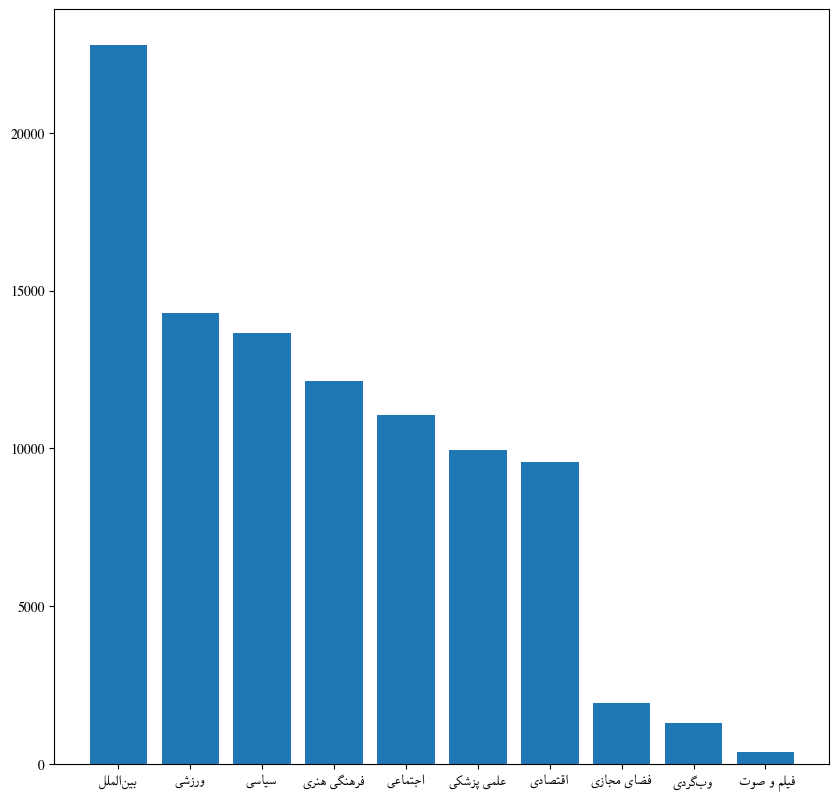 20000
15000
10000
5000
0
بین‌الملل
ورزشی
سیاسی
فرهنگی هنری
اجتماعی
علمی پزشکی
اقتصادی
فضای مجازی
وب‌گردی
فیلم و صوت